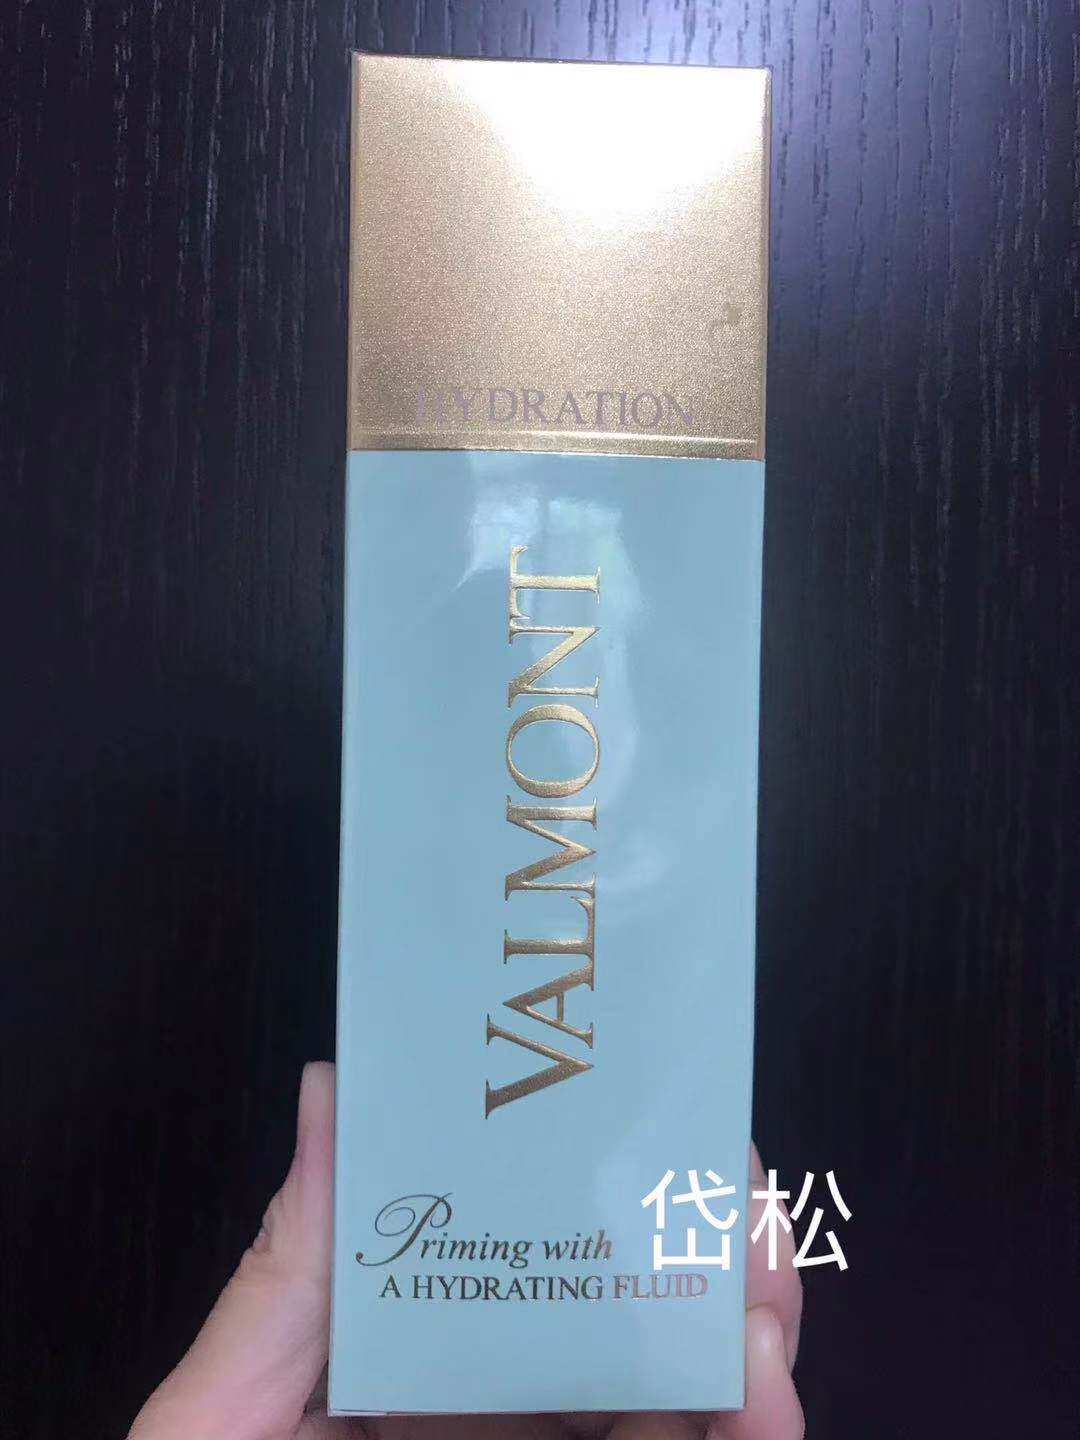 HYDRATION
VALMONT
岱松
Priming with
A HYDRATING FLUID